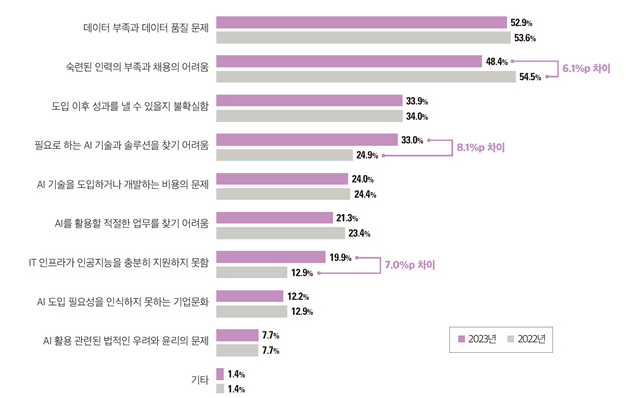 데이터 부족과 데이터 품질 문제
52.9%
53.6%
숙련된 인력의 부족과 채용의 어려움
48.4%
54.5%
6.1%p 차이
도입 이후 성과를 낼 수 있을지 불확실함
33.9%
34.0%
필요로 하는 AI 기술과 솔루션을 찾기 어려움
33.0%
24.9%
8.1%p 차이
AI 기술을 도입하거나 개발하는 비용의 문제
24.0%
24.4%
AI를 활용할 적절한 업무를 찾기 어려움
21.3%
23.4%
IT 인프라가 인공지능을 충분히 지원하지 못함
19.9%
12.9%
7.0%p 차이
AI 도입 필요성을 인식하지 못하는 기업문화
12.2%
12.9%
AI 활용 관련된 법적인 우려와 윤리의 문제
7.7%
7.7%
2023년 2022년
기타
1.4%
1.4%